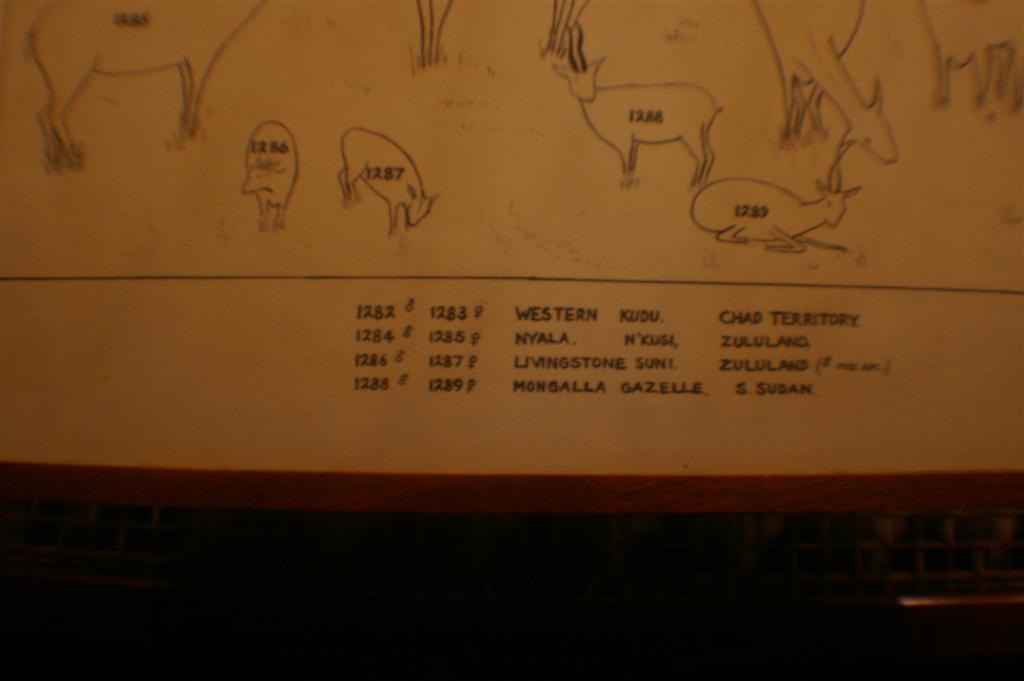 1285
1286
1287
1288
1289
1282 ♂ 1283 ♀ WESTERN KUDU. CHAD TERRITORY.
1284 ♂ 1285 ♀ NYALA. N'KUSI, ZULULAND.
1286 ♂ 1287 ♀ LIVINGSTONE SUNI. ZULULAND (♂
1288 ♂ 1289 ♀ MONGALLA GAZELLE. S. SUDAN.